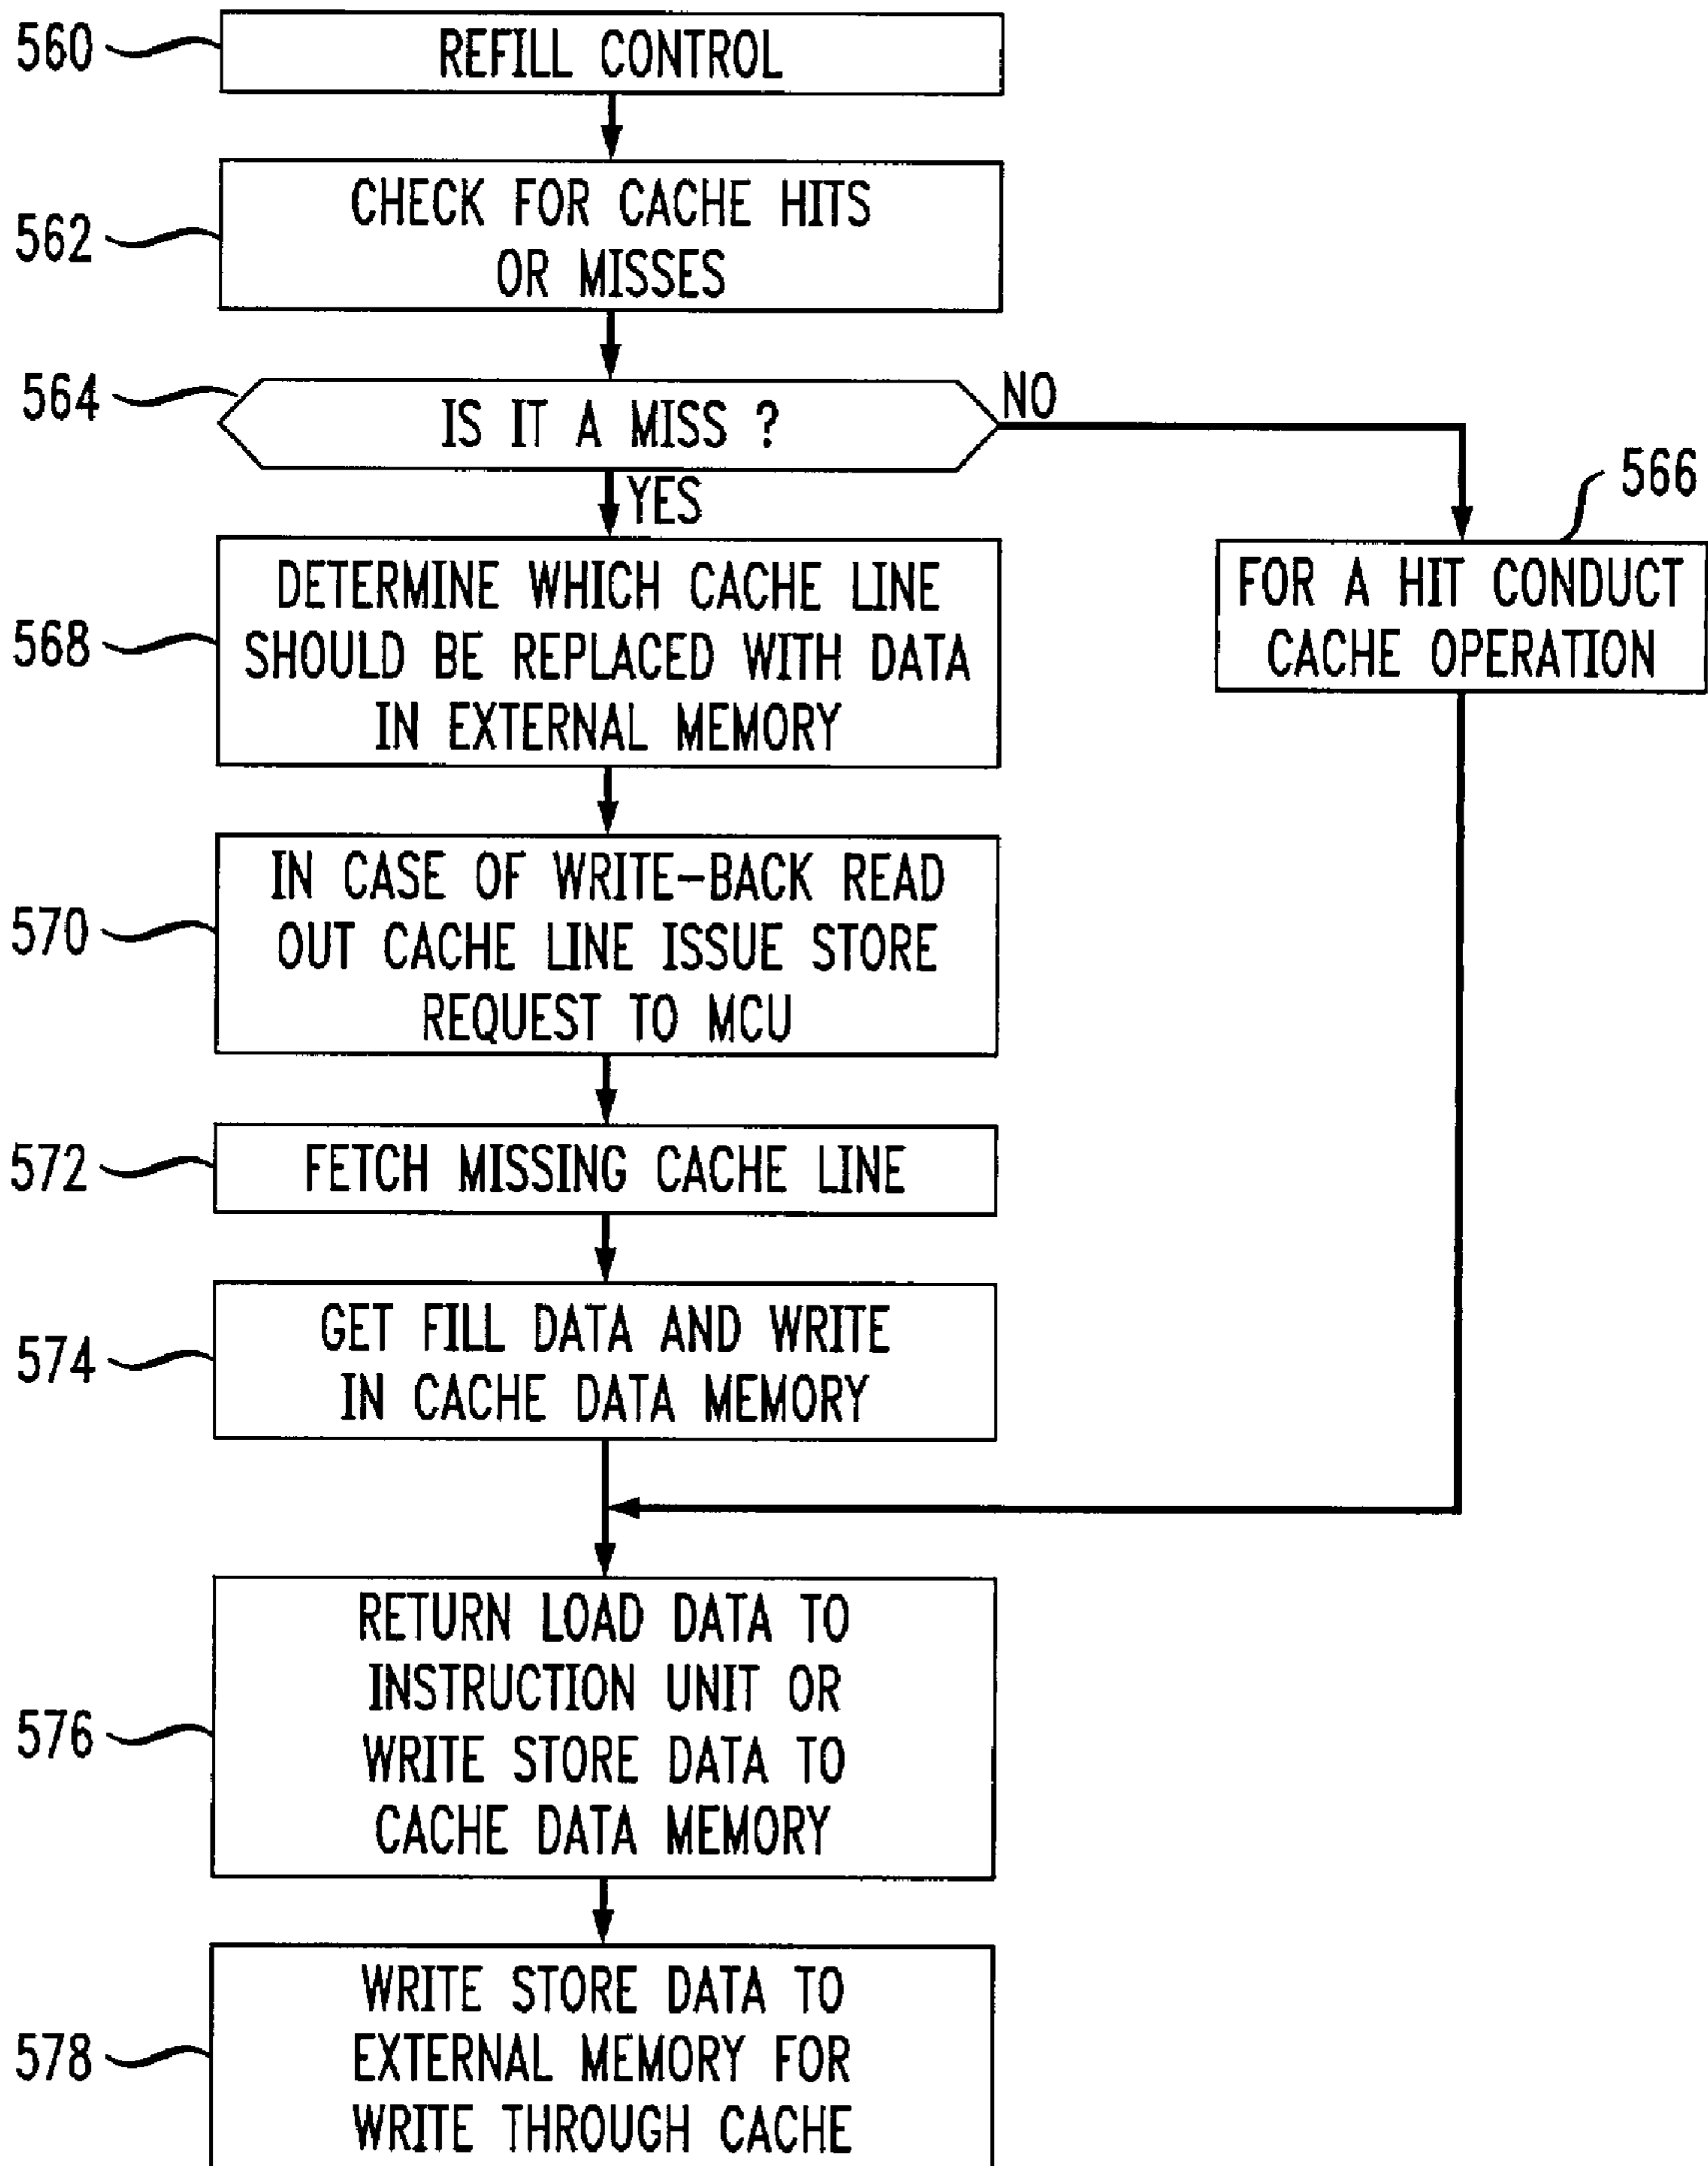 560
REFILL CONTROL
562
CHECK FOR CACHE HITS
OR MISSES
564
IS IT A MISS ?
NO
YES
566
FOR A HIT CONDUCT
CACHE OPERATION
568
DETERMINE WHICH CACHE LINE
SHOULD BE REPLACED WITH DATA
IN EXTERNAL MEMORY
570
IN CASE OF WRITE-BACK READ
OUT CACHE LINE ISSUE STORE
REQUEST TO MCU
572
FETCH MISSING CACHE LINE
574
GET FILL DATA AND WRITE
IN CACHE DATA MEMORY
576
RETURN LOAD DATA TO
INSTRUCTION UNIT OR
WRITE STORE DATA TO
CACHE DATA MEMORY
578
WRITE STORE DATA TO
EXTERNAL MEMORY FOR
WRITE THROUGH CACHE